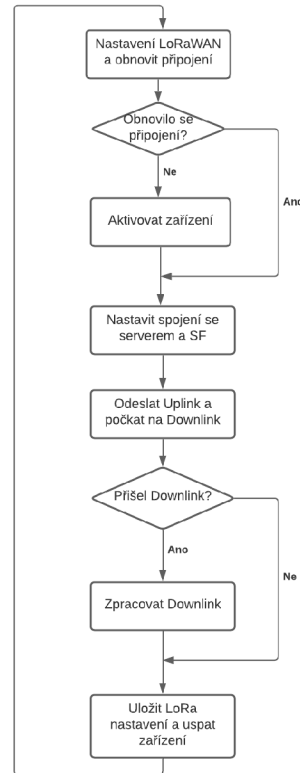 Nastavení LoRaWAN
a obnovit připojení
Obnovilo se
připojení?
Ne
Ano
Aktivovat zařízení
Nastavit spojení se
serverem a SF
Odeslat Uplink a
počkat na Downlink
Přišel Downlink?
Ano
Ne
Zpracovat Downlink
Uložit LoRa
nastavení a uspat
zařízení